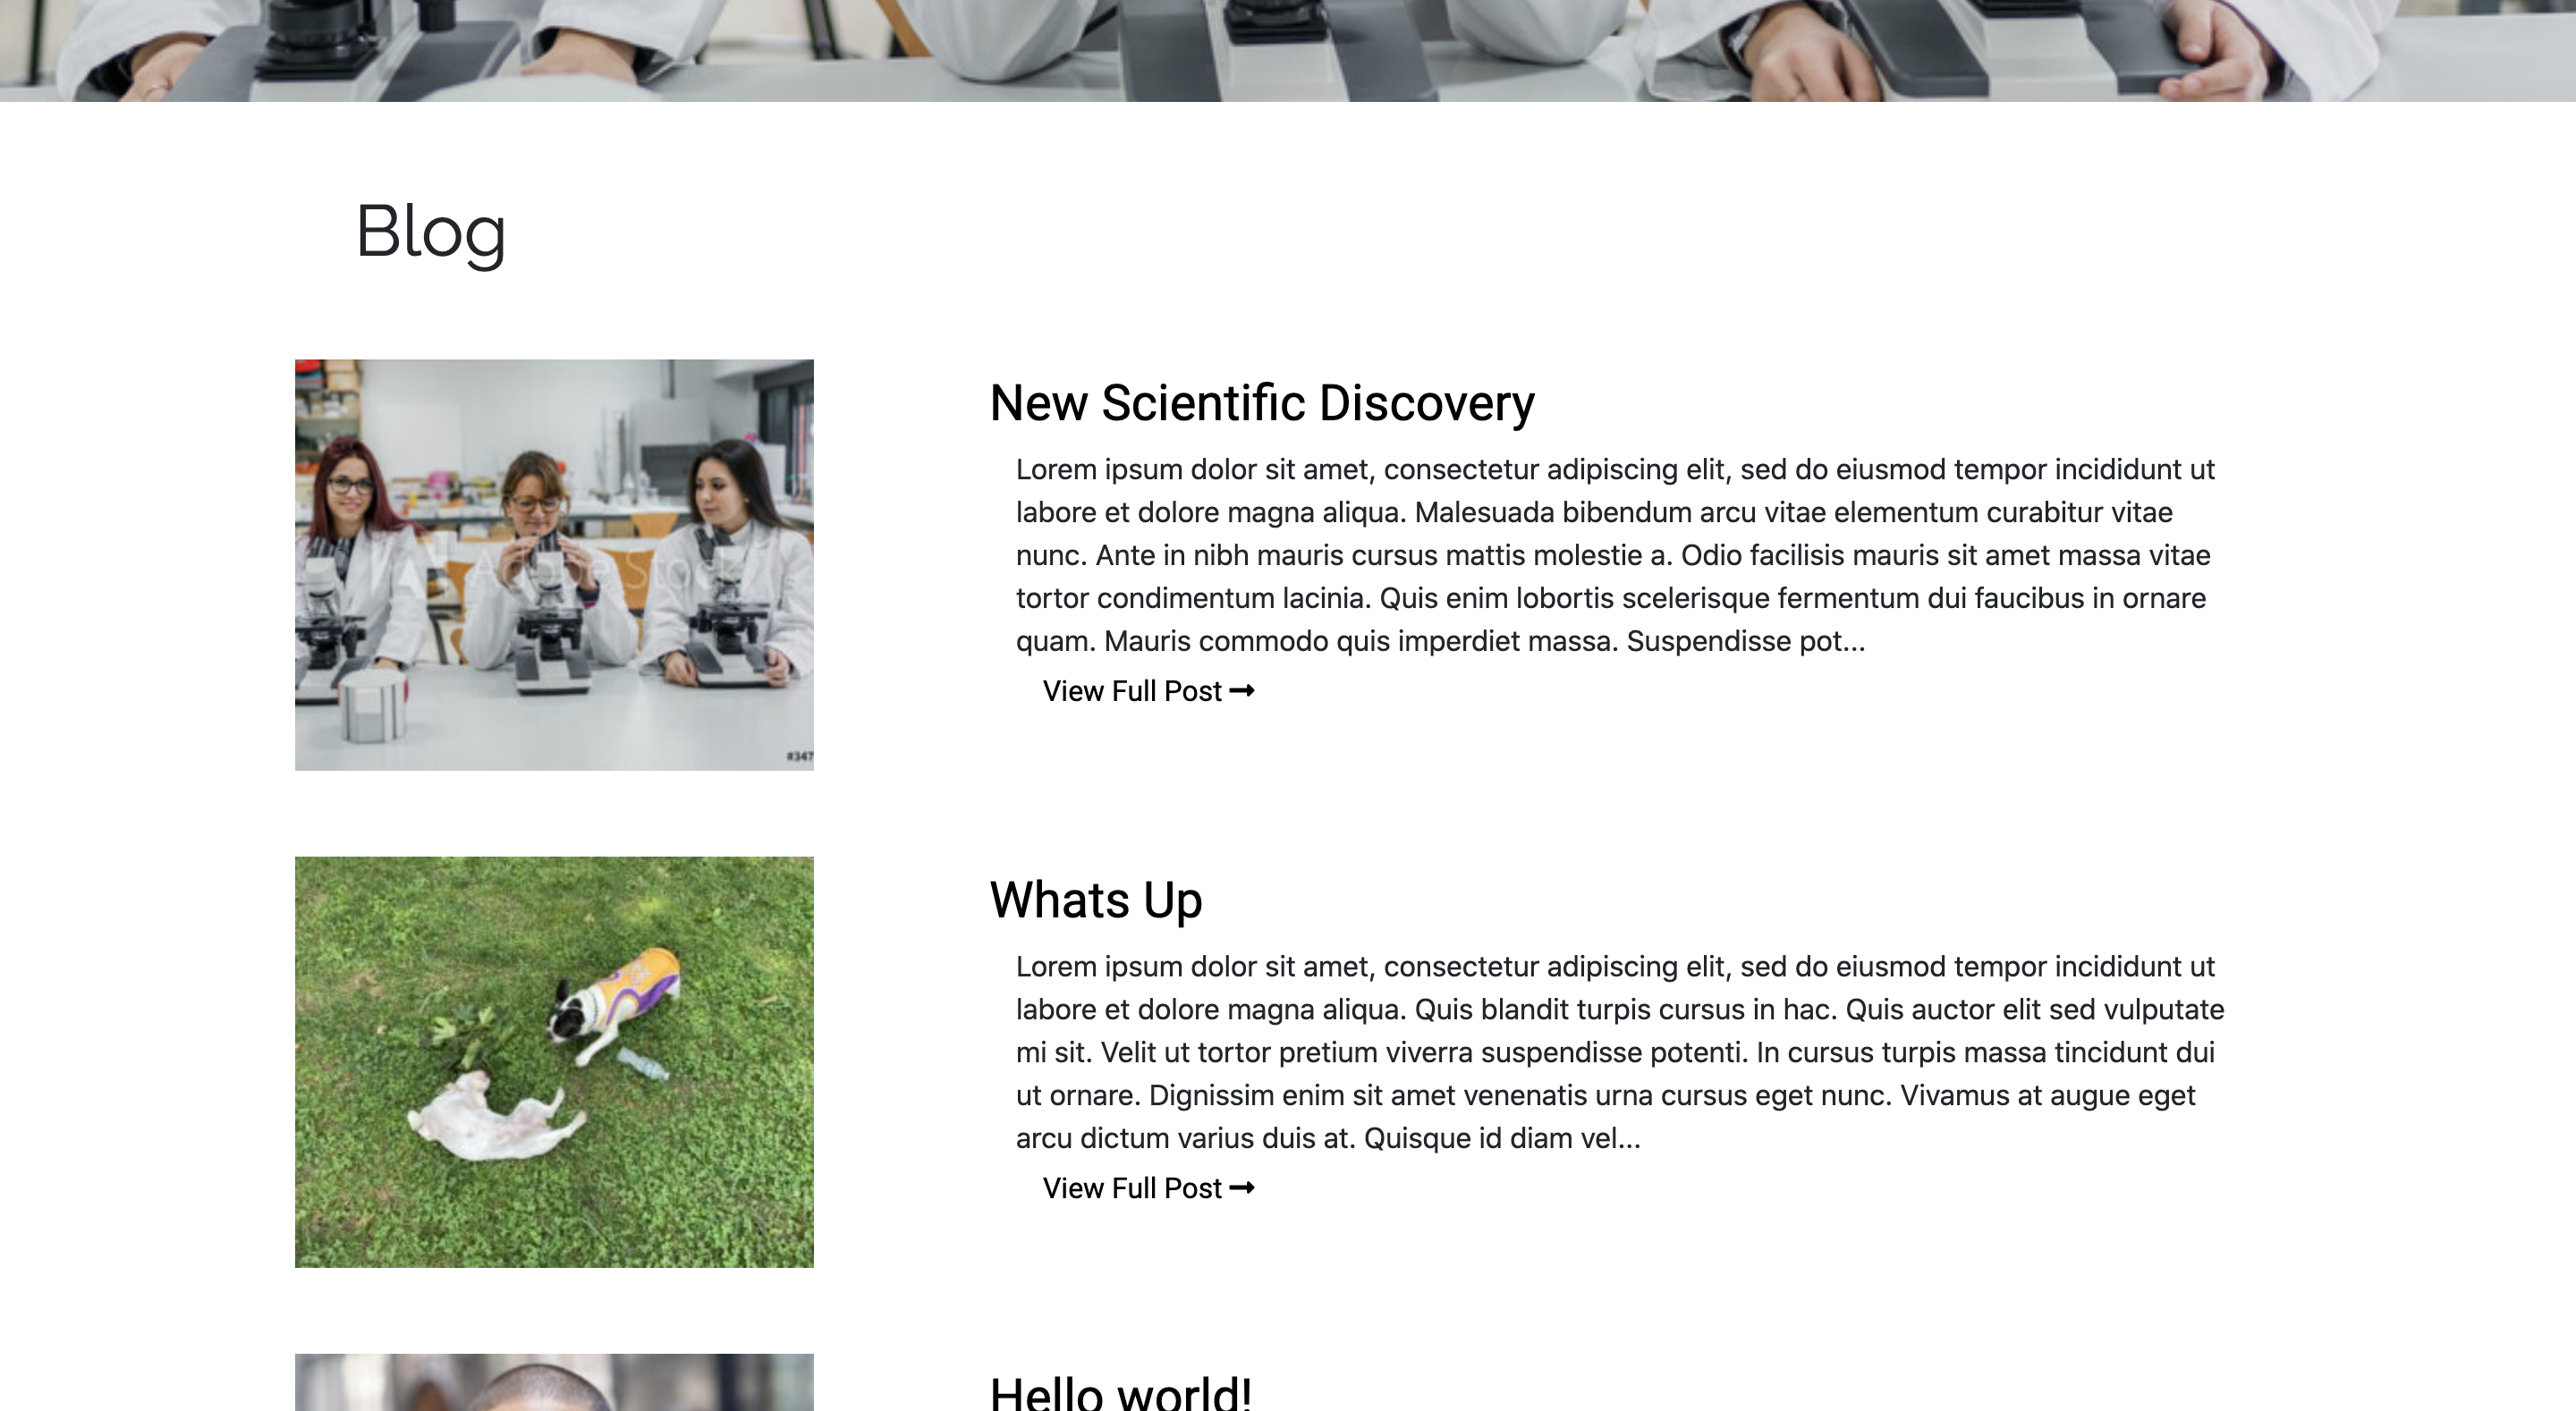 Blog
New Scientific Discovery
Lorem ipsum dolor sit amet, consectetur adipiscing elit, sed do eiusmod tempor incididunt ut
labore et dolore magna aliqua. Malesuada bibendum arcu vitae elementum curabitur vitae
nunc. Ante in nibh mauris cursus mattis molestie a. Odio facilisis mauris sit amet massa vitae
tortor condimentum lacinia. Quis enim lobortis scelerisque fermentum dui faucibus in ornare
quam. Mauris commodo quis imperdiet massa. Suspendisse pot...
View Full Post
Adobe Stock
#347
Whats Up
Lorem ipsum dolor sit amet, consectetur adipiscing elit, sed do eiusmod tempor incididunt ut
labore et dolore magna aliqua. Quis blandit turpis cursus in hac. Quis auctor elit sed vulputate
mi sit. Velit ut tortor pretium viverra suspendisse potenti. In cursus turpis massa tincidunt dui
ut ornare. Dignissim enim sit amet venenatis urna cursus eget nunc. Vivamus at augue eget
arcu dictum varius duis at. Quisque id diam vel...
View Full Post
Hello world!